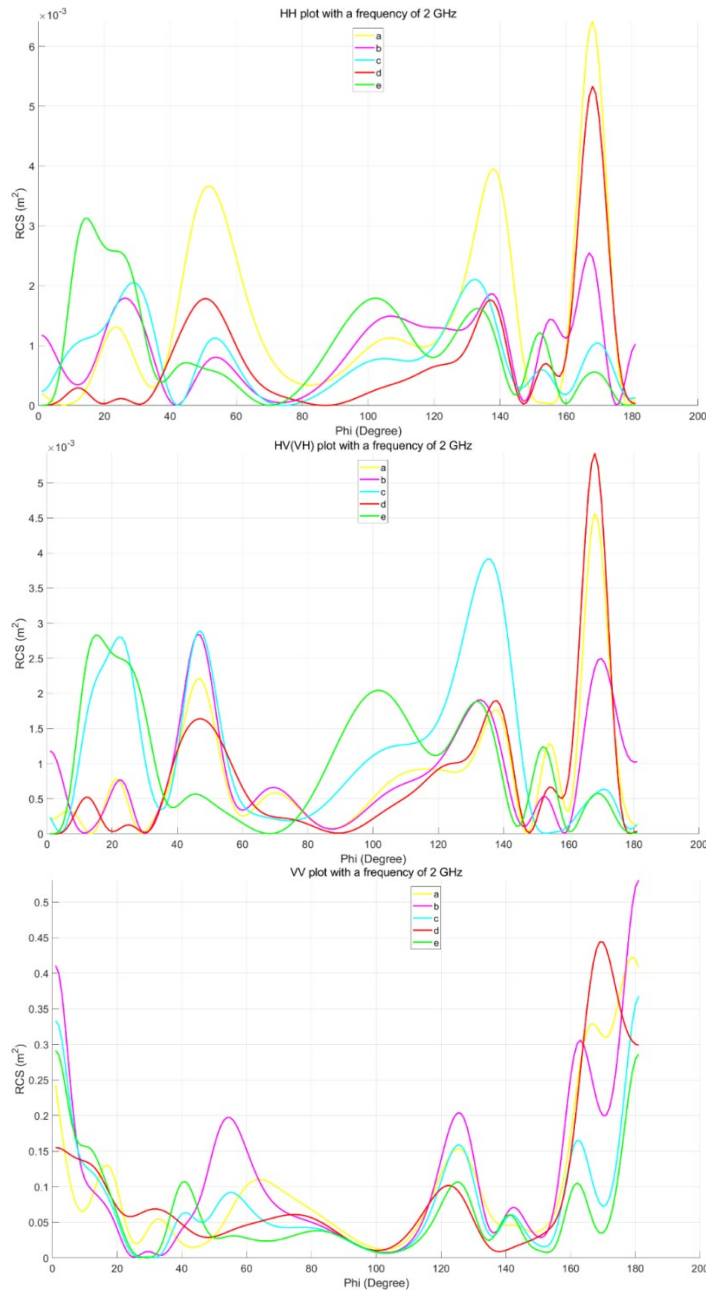 HH plot with a frequency of 2 GHz
×10⁻³
a
b
c
d
e
6
5
4
3
2
1
0
RCS (m²)
0 20 40 60 80 100 120 140 160 180 200
Phi (Degree)
HV(VH) plot with a frequency of 2 GHz
×10⁻³
a
b
c
d
e
5
4.5
4
3.5
3
2.5
2
1.5
1
0.5
0
RCS (m²)
0 20 40 60 80 100 120 140 160 180 200
Phi (Degree)
VV plot with a frequency of 2 GHz
a
b
c
d
e
0.5
0.45
0.4
0.35
0.3
0.25
0.2
0.15
0.1
0.05
0
RCS (m²)
0 20 40 60 80 100 120 140 160 180 200
Phi (Degree)